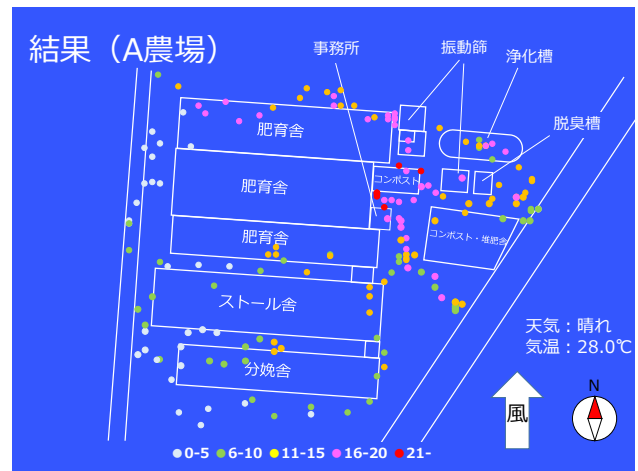 結果（A農場）
事務所
振動篩
浄化槽
脱臭槽
肥育舎
コンポスト
肥育舎
肥育舎
コンポスト・堆肥舎
ストール舎
分娩舎
天気：晴れ
気温：28.0℃
N
風
0-5 6-10 11-15 16-20 21-